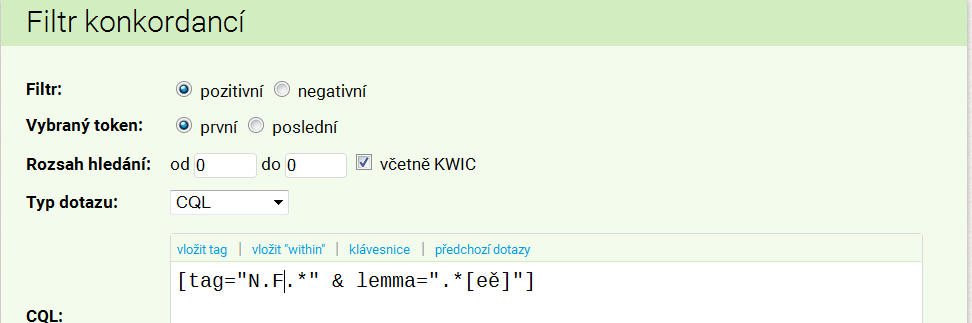 Filtr konkordancí
Filtr: pozitivní negativní
Vybraný token: první poslední
Rozsah hledání: od 0 do 0 včetně KWIC
Typ dotazu: CQL
vložit tag | vložit "within" | klávesnice | předchozí dotazy
[tag="N.F.*" & lemma=".*[eě]"]
CQL: